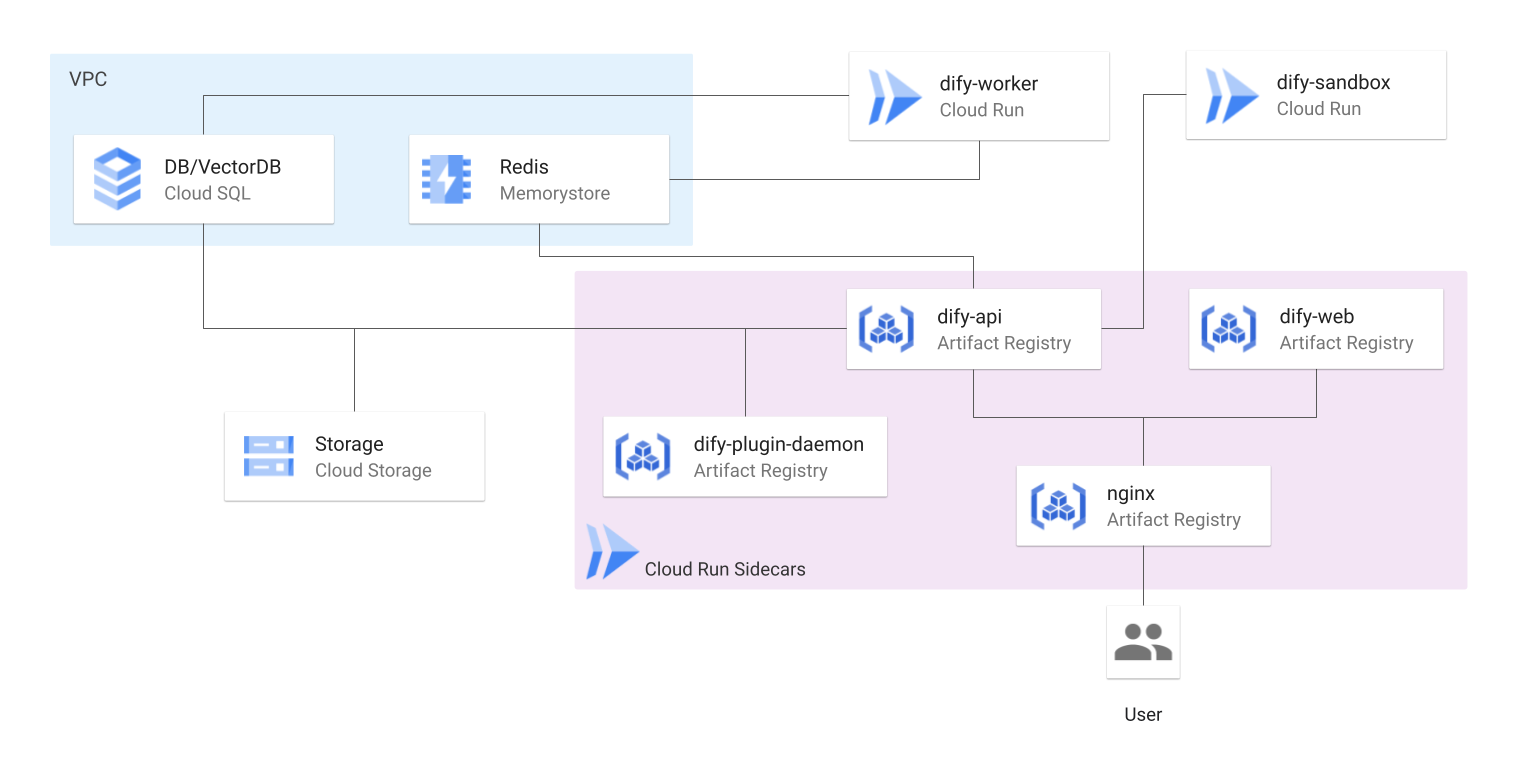 VPC
dify-worker
Cloud Run
dify-sandbox
Cloud Run
DB/VectorDB
Cloud SQL
Redis
Memorystore
dify-api
Artifact Registry
dify-web
Artifact Registry
Storage
Cloud Storage
dify-plugin-daemon
Artifact Registry
nginx
Artifact Registry
Cloud Run Sidecars
User